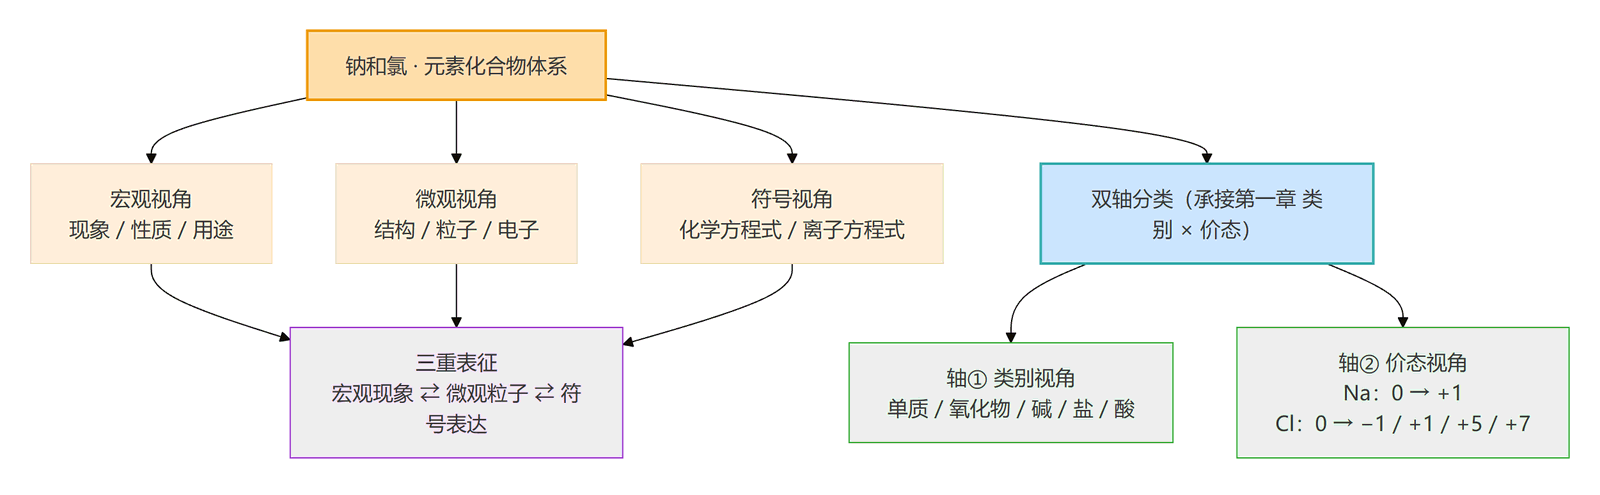 钠和氯 · 元素化合物体系
宏观视角
现象 / 性质 / 用途
微观视角
结构 / 粒子 / 电子
符号视角
化学方程式 / 离子方程式
双轴分类（承接第一章 类
别 × 价态）
三重表征
宏观现象 ⇄ 微观粒子 ⇄ 符
号表达
轴① 类别视角
单质 / 氧化物 / 碱 / 盐 / 酸
轴② 价态视角
Na：0 → +1
Cl：0 → −1 / +1 / +5 / +7